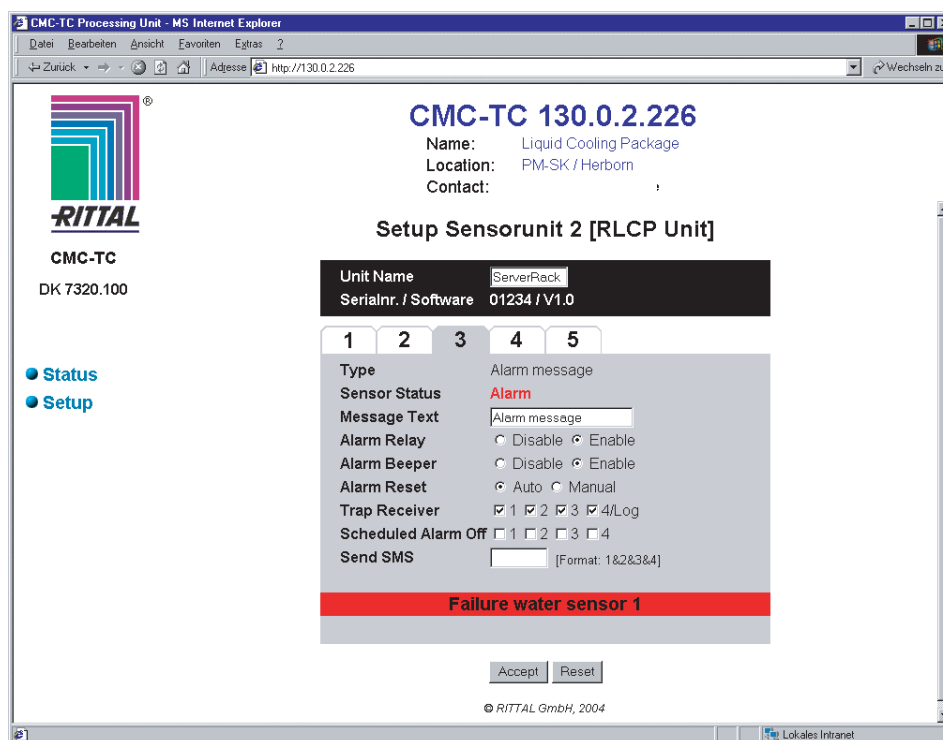 CMC-TC Processing Unit - MS Internet Explorer
Datei Bearbeiten Ansicht Favoriten Extras ?
Zurück Adresse http://130.0.2.226 Wechseln zu
®
RITTAL
CMC-TC
DK 7320.100
Status
Setup
CMC-TC 130.0.2.226
Name: Liquid Cooling Package
Location: PM-SK / Herborn
Contact:
Setup Sensorunit 2 [RLCP Unit]
Unit Name ServerRack
Serialnr. / Software 01234 / V1.0
1 2 3 4 5
Type Alarm message
Sensor Status Alarm
Message Text Alarm message
Alarm Relay Disable Enable
Alarm Beeper Disable Enable
Alarm Reset Auto Manual
Trap Receiver 1 2 3 4/Log
Scheduled Alarm Off 1 2 3 4
Send SMS [Format: 1&2&3&4]
Failure water sensor 1
Accept Reset
© RITTAL GmbH, 2004
Lokales Intranet